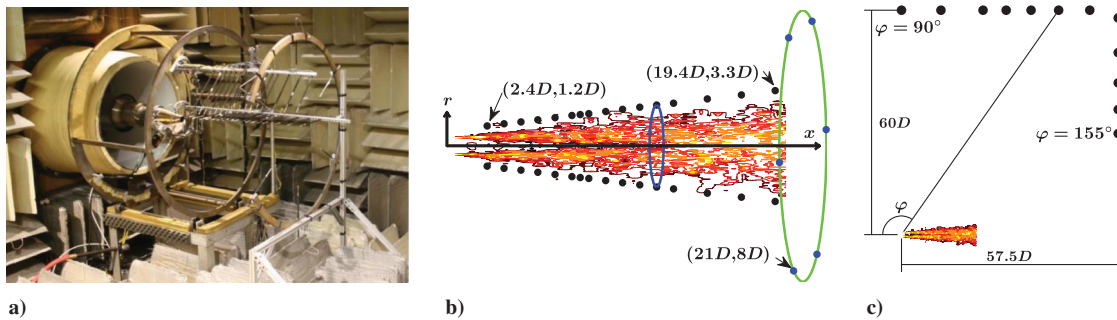 a)
r
(2.4D,1.2D)
(19.4D,3.3D)
x
(21D,8D)
b)
φ = 90°
60D
φ = 155°
φ
57.5D
c)